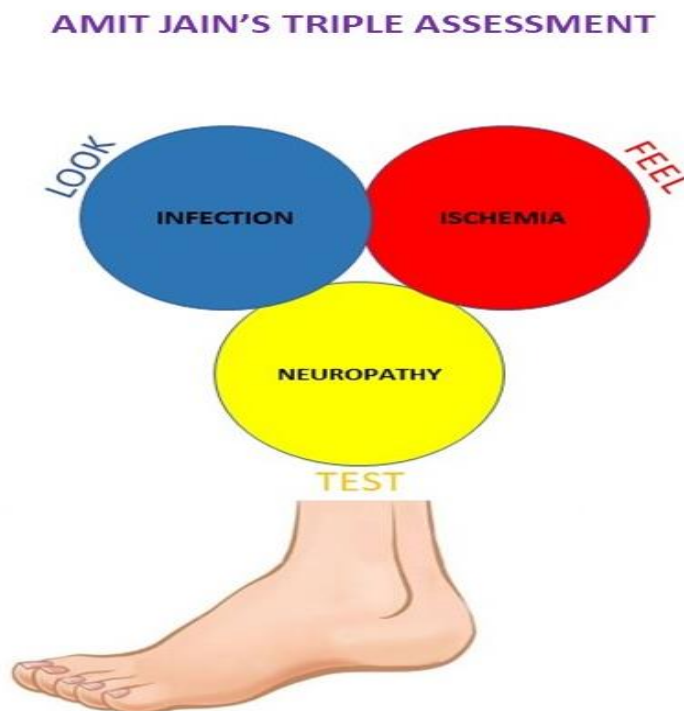 AMIT JAIN'S TRIPLE ASSESSMENT
LOOK
FEEL
INFECTION
ISCHEMIA
NEUROPATHY
TEST